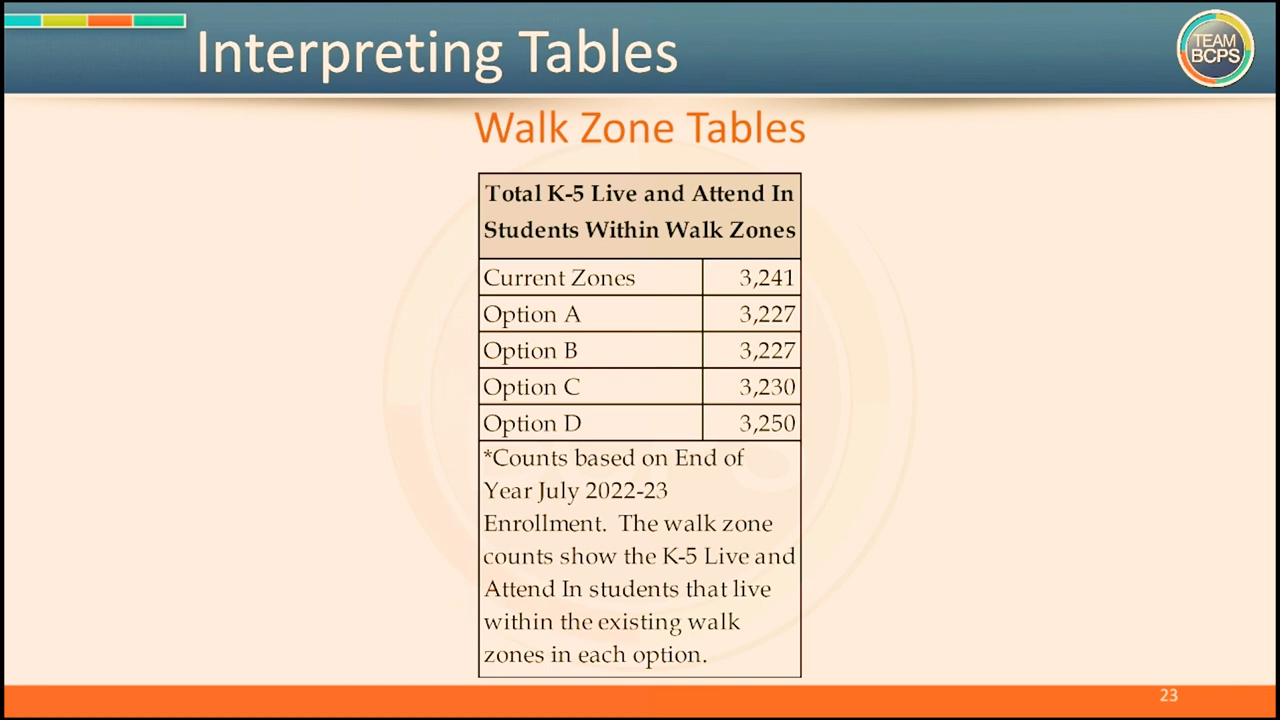 Interpreting Tables
TEAM
BCPS
Walk Zone Tables
Total K-5 Live and Attend In
Students Within Walk Zones
Current Zones 3,241
Option A 3,227
Option B 3,227
Option C 3,230
Option D 3,250
*Counts based on End of
Year July 2022-23
Enrollment. The walk zone
counts show the K-5 Live and
Attend In students that live
within the existing walk
zones in each option.
23